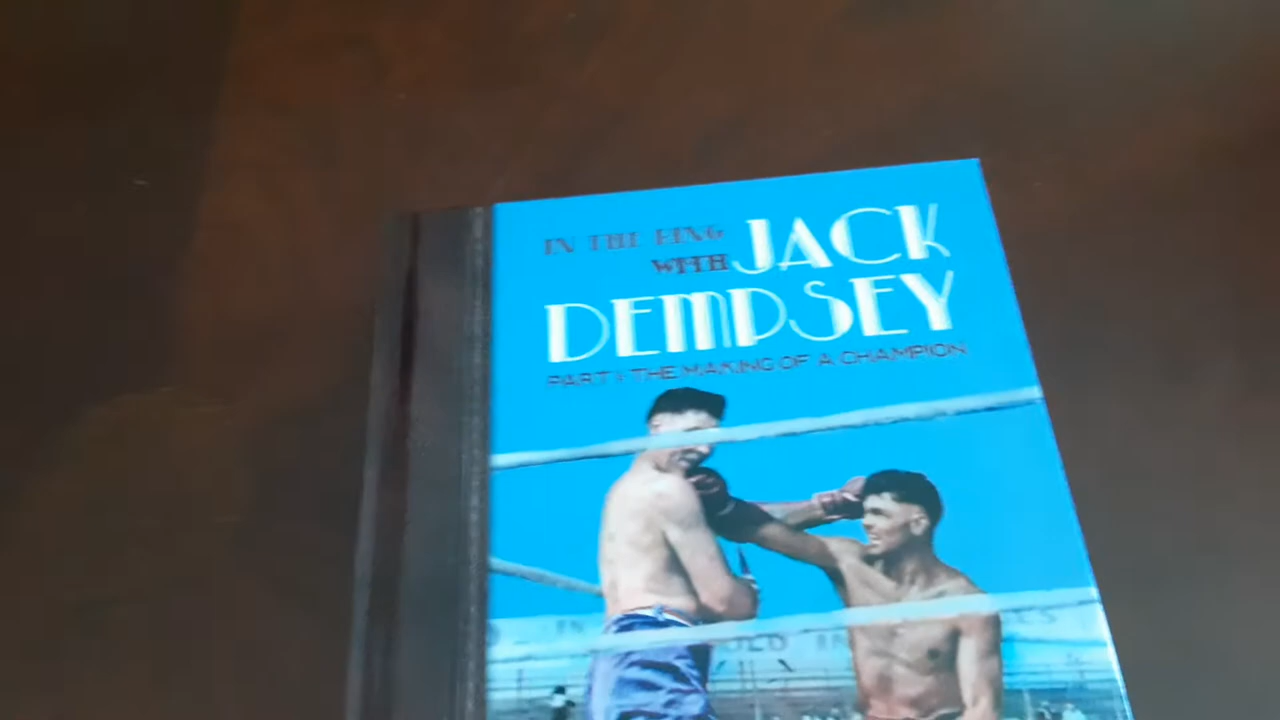 IN THE RING
WITH JACK
DEMPSEY
PART I: THE MAKING OF A CHAMPION